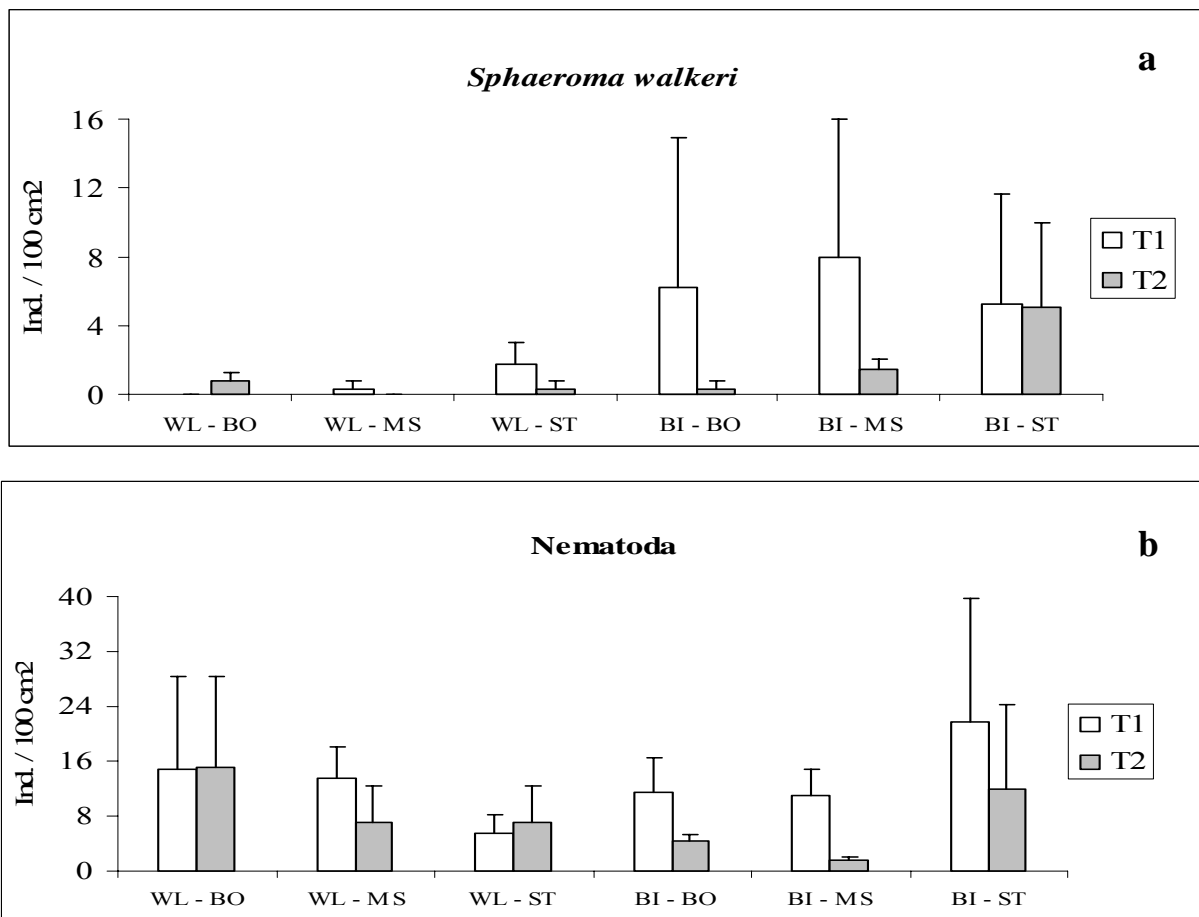 a
Sphaeroma walkeri
16
12
8
4
0
Ind. / 100 cm2
WL - BO
WL - MS
WL - ST
BI - BO
BI - MS
BI - ST
T1
T2
b
Nematoda
40
32
24
16
8
0
Ind. / 100 cm2
WL - BO
WL - MS
WL - ST
BI - BO
BI - MS
BI - ST
T1
T2